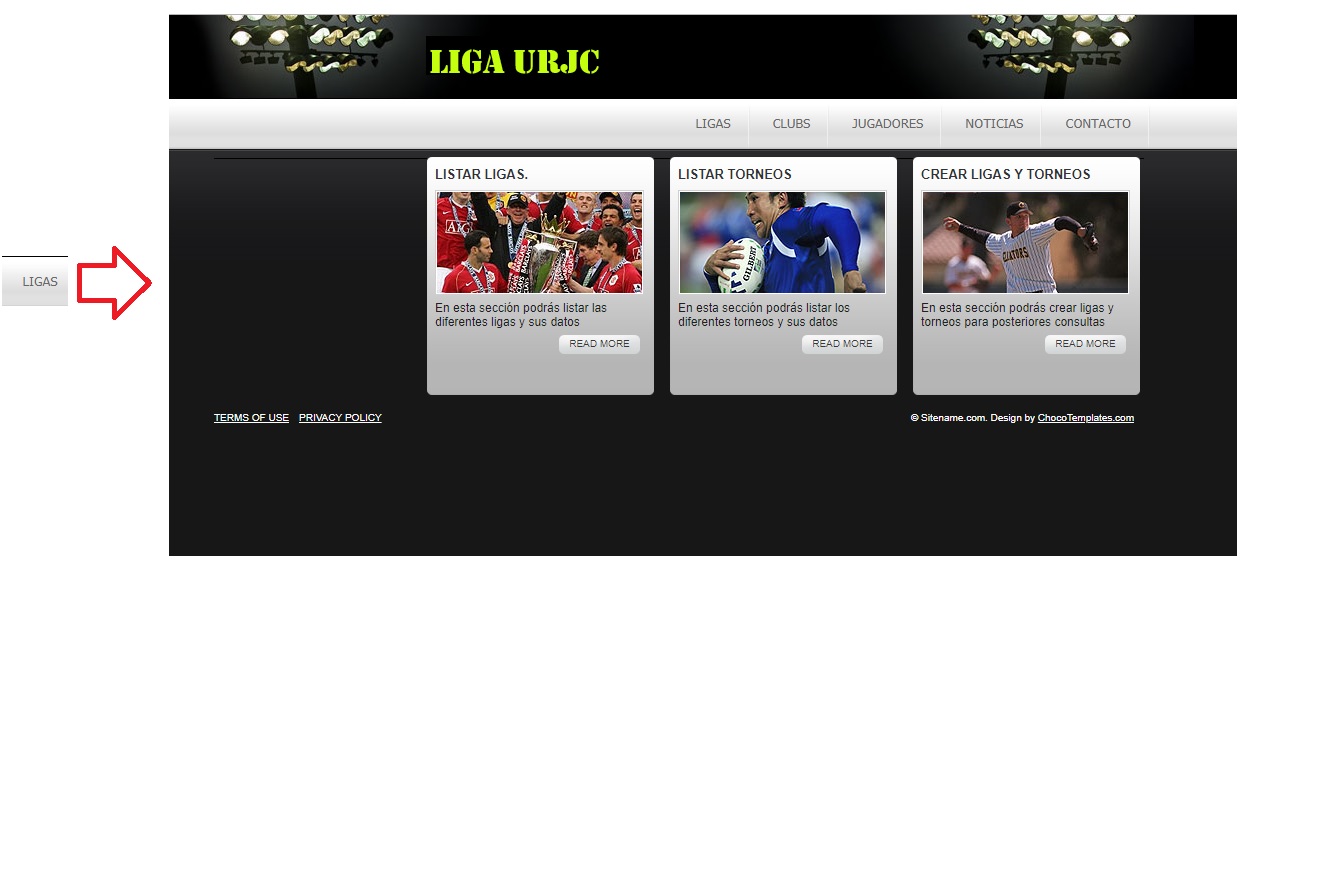 LIGA URJC
LIGAS CLUBS JUGADORES NOTICIAS CONTACTO
LIGAS
LISTAR LIGAS.
AIG
BARCLAYS
En esta sección podrás listar las
diferentes ligas y sus datos
READ MORE
LISTAR TORNEOS
GILBERT
En esta sección podrás listar los
diferentes torneos y sus datos
READ MORE
CREAR LIGAS Y TORNEOS
En esta sección podrás crear ligas y
torneos para posteriores consultas
READ MORE
TERMS OF USE PRIVACY POLICY
© Sitename.com. Design by ChocoTemplates.com